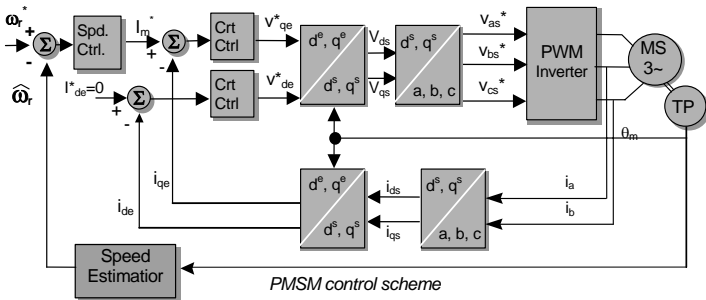 ωr*
+
-
Σ
Spd.
Ctrl.
Im*
Σ
+
-
Crt
Ctrl
v*qe
I*de=0
+
Σ
-
Crt
Ctrl
v*de
dᵉ, qᵉ
dˢ, qˢ
Vds
Vqs
dˢ, qˢ
a, b, c
vas*
vbs*
vcs*
PWM
Inverter
MS
3~
TP
ω̂r
θm
iqe
ide
dᵉ, qᵉ
dˢ, qˢ
ids
iqs
dˢ, qˢ
a, b, c
ia
ib
Speed
Estimatior
PMSM control scheme